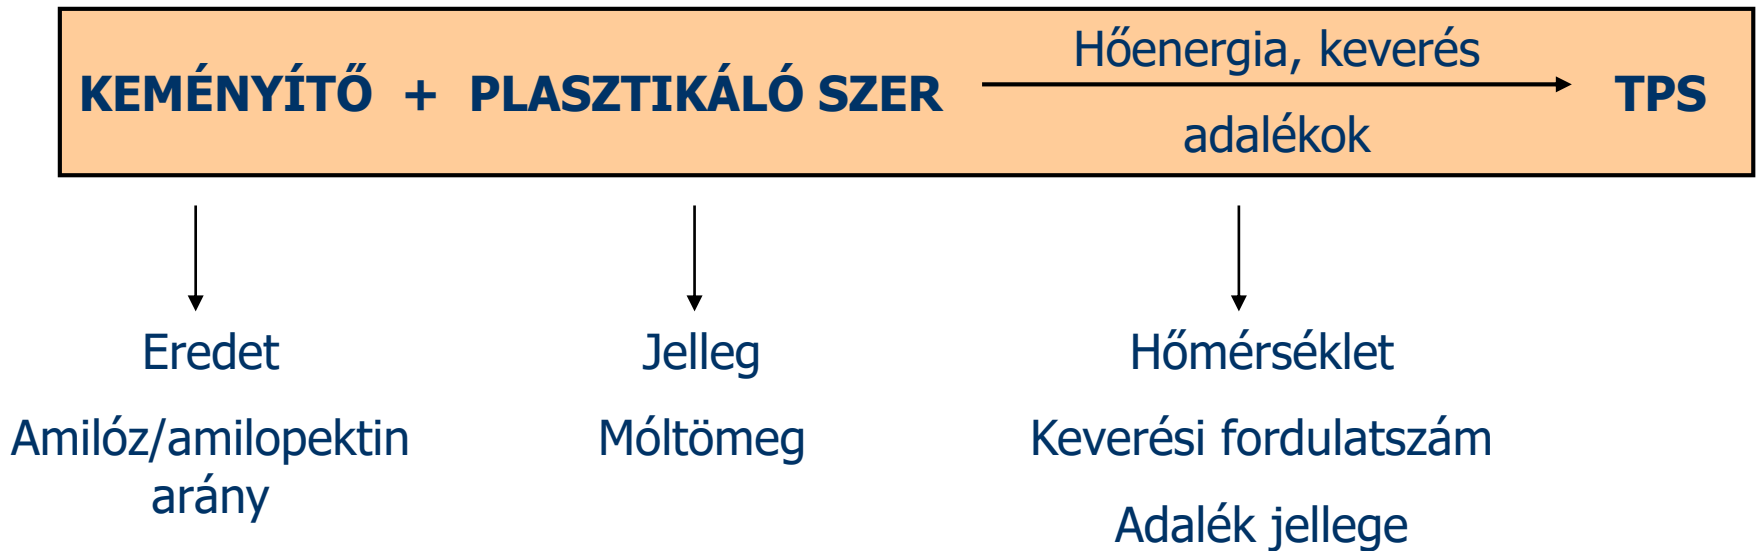 Hőenergia, keverés
KEMÉNYÍTŐ + PLASZTIKÁLÓ SZER
TPS
adalékok
Eredet
Amilóz/amilopektin
arány
Jelleg
Móltömeg
Hőmérséklet
Keverési fordulatszám
Adalék jellege